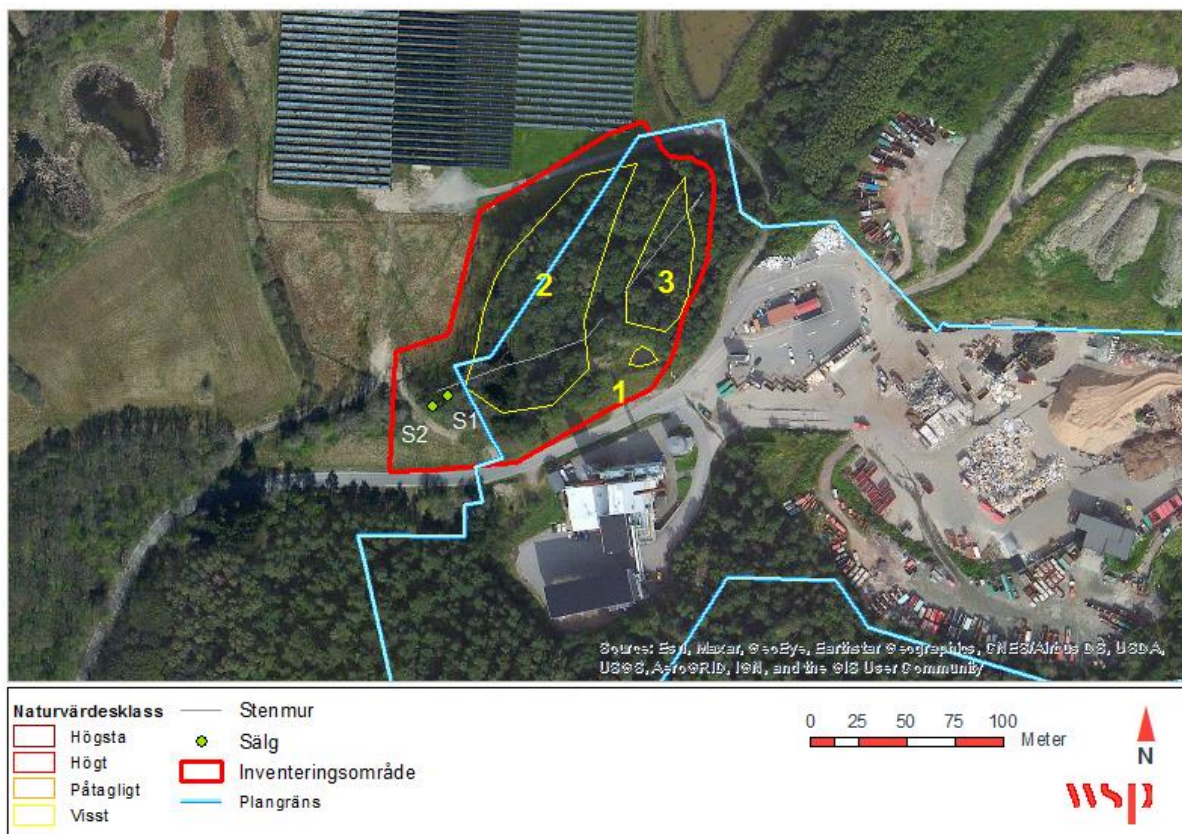 2
3
1
S1
S2
Source: Esri, Maxar, GeoEye, Earthstar Geographics, CNES/Airbus DS, USDA,
USGS, AeroGRID, IGN, and the GIS User Community
Naturvärdesklass
Högsta
Högt
Påtagligt
Visst
Stenmur
Sälg
Inventeringsområde
Plangräns
0 25 50 75 100
Meter
N
wsp